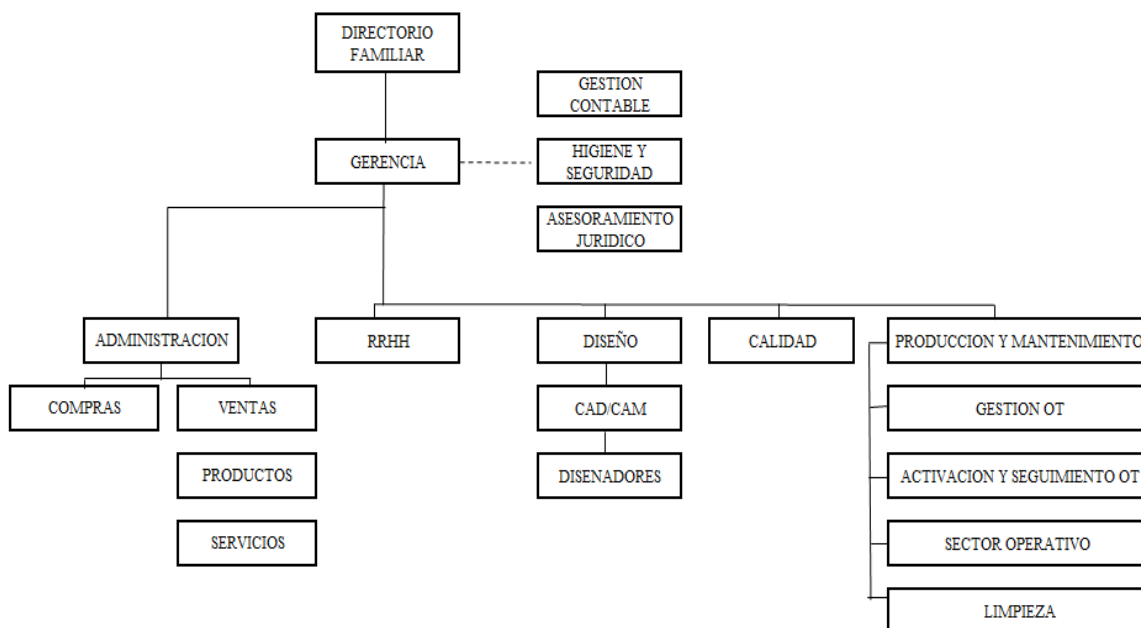 DIRECTORIO
FAMILIAR
GESTION
CONTABLE
GERENCIA
HIGIENE Y
SEGURIDAD
ASESORAMIENTO
JURIDICO
ADMINISTRACION
RRHH
DISEÑO
CALIDAD
PRODUCCION Y MANTENIMIENTO
COMPRAS
VENTAS
CAD/CAM
GESTION OT
PRODUCTOS
DISENADORES
ACTIVACION Y SEGUIMIENTO OT
SERVICIOS
SECTOR OPERATIVO
LIMPIEZA